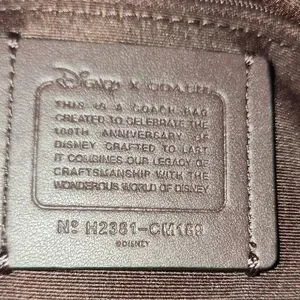 Disney X COACH
THIS IS A COACH BAG
CREATED TO CELEBRATE THE
100TH ANNIVERSARY OF
DISNEY CRAFTED TO LAST
IT COMBINES OUR LEGACY OF
CRAFTSMANSHIP WITH THE
WONDEROUS WORLD OF DISNEY
Nº H2381-CM189
©DISNEY